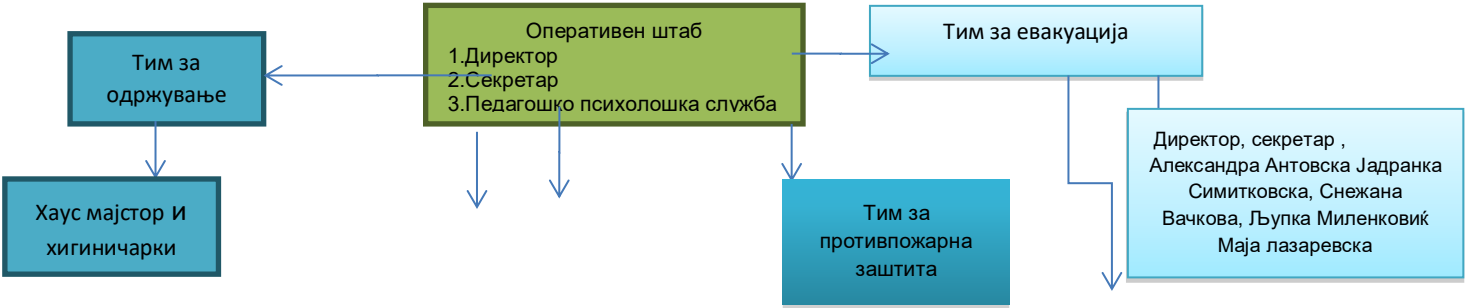 Тим за
одржување
Хаус мајстор и
хигиничарки
Оперативен штаб
1.Директор
2.Секретар
3.Педагошко психолошка служба
Тим за
противпожарна
заштита
Тим за евакуација
Директор, секретар ,
Александра Антовска Јадранка
Симитковска, Снежана
Вачкова, Љупка Миленковиќ
Маја лазаревска